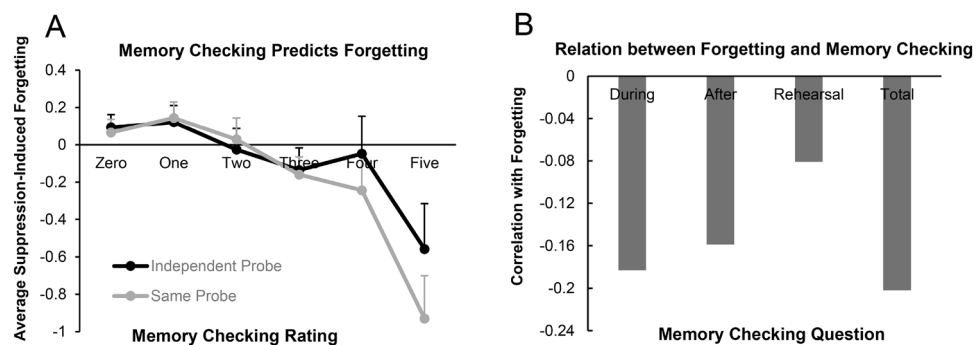 A
Memory Checking Predicts Forgetting
Average Suppression-Induced Forgetting
0.4
0.2
0
-0.2
-0.4
-0.6
-0.8
-1
Zero One Two Three Four Five
Independent Probe
Same Probe
Memory Checking Rating
B
Relation between Forgetting and Memory Checking
Correlation with Forgetting
0
-0.04
-0.08
-0.12
-0.16
-0.2
-0.24
During After Rehearsal Total
Memory Checking Question